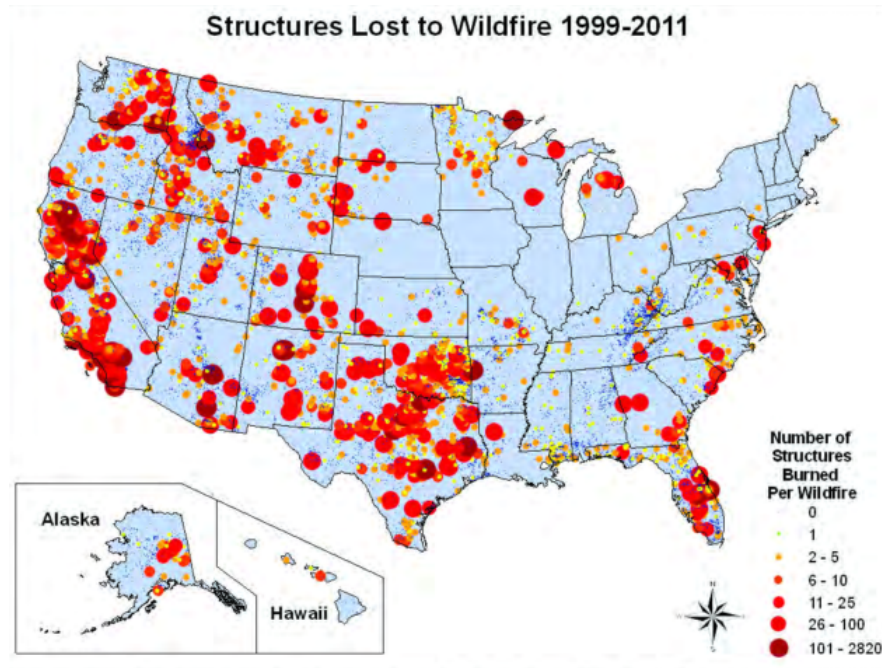 Structures Lost to Wildfire 1999-2011
Number of
Structures
Burned
Per Wildfire
0
1
2 - 5
6 - 10
11 - 25
26 - 100
101 - 2820
Alaska
Hawaii
N